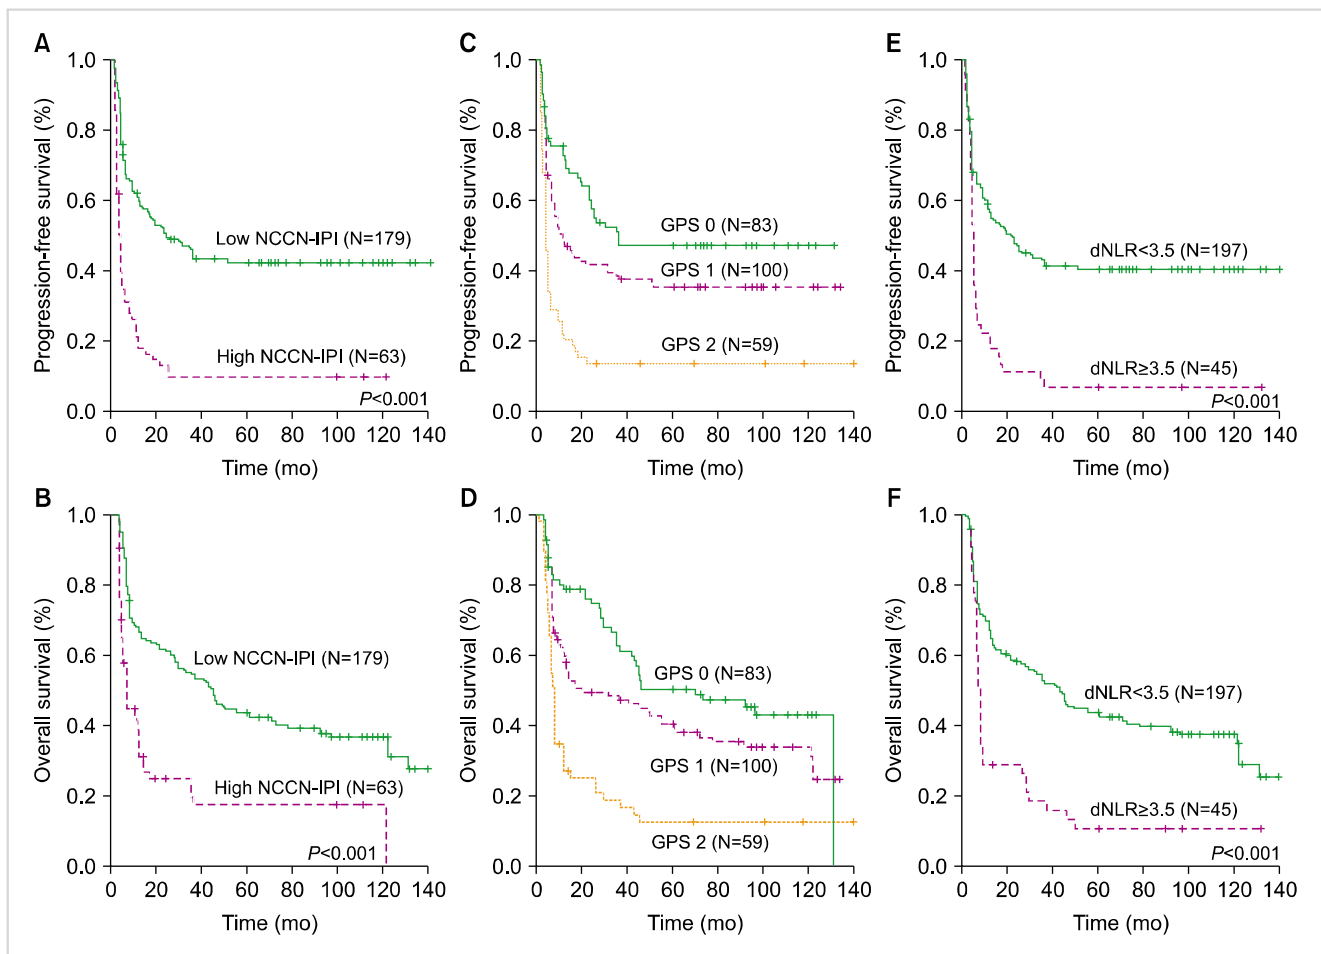 A
Progression-free survival (%)
1.0
0.8
0.6
0.4
0.2
0.0
Low NCCN-IPI (N=179)
High NCCN-IPI (N=63)
P<0.001
0 20 40 60 80 100 120 140
Time (mo)
C
Progression-free survival (%)
1.0
0.8
0.6
0.4
0.2
0.0
GPS 0 (N=83)
GPS 1 (N=100)
GPS 2 (N=59)
0 20 40 60 80 100 120 140
Time (mo)
E
Progression-free survival (%)
1.0
0.8
0.6
0.4
0.2
0.0
dNLR<3.5 (N=197)
dNLR≥3.5 (N=45)
P<0.001
0 20 40 60 80 100 120 140
Time (mo)
B
Overall survival (%)
1.0
0.8
0.6
0.4
0.2
0.0
Low NCCN-IPI (N=179)
High NCCN-IPI (N=63)
P<0.001
0 20 40 60 80 100 120 140
Time (mo)
D
Overall survival (%)
1.0
0.8
0.6
0.4
0.2
0.0
GPS 0 (N=83)
GPS 1 (N=100)
GPS 2 (N=59)
0 20 40 60 80 100 120 140
Time (mo)
F
Overall survival (%)
1.0
0.8
0.6
0.4
0.2
0.0
dNLR<3.5 (N=197)
dNLR≥3.5 (N=45)
P<0.001
0 20 40 60 80 100 120 140
Time (mo)